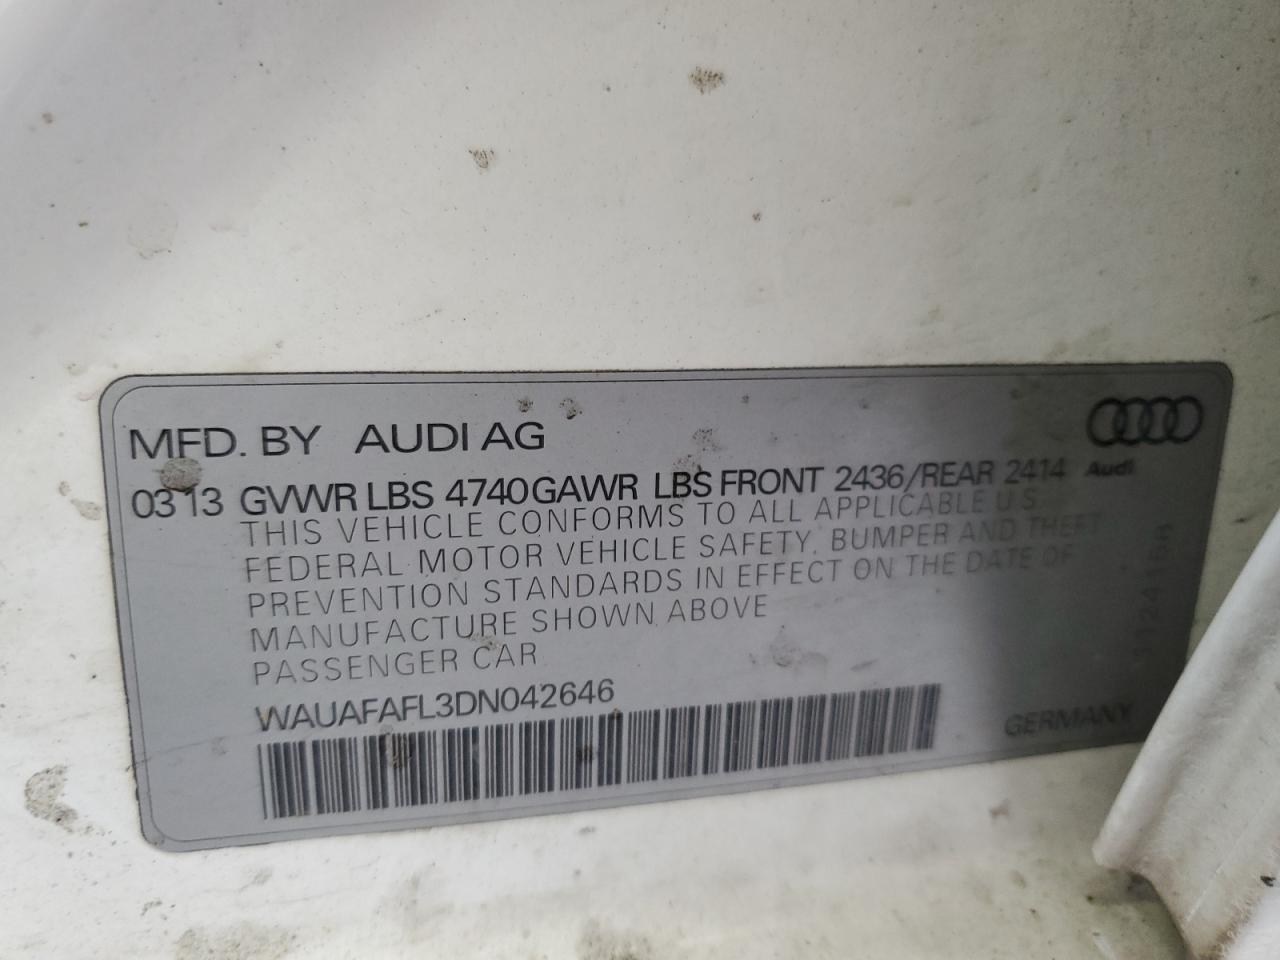 MFD. BY AUDI AG
03 13 GVWR LBS 4740 GAWR LBS FRONT 2436/REAR 2414
Audi
THIS VEHICLE CONFORMS TO ALL APPLICABLE U.S.
FEDERAL MOTOR VEHICLE SAFETY, BUMPER AND THEFT
PREVENTION STANDARDS IN EFFECT ON THE DATE OF
MANUFACTURE SHOWN ABOVE
PASSENGER CAR
WAUAFAFL3DN042646
GERMANY